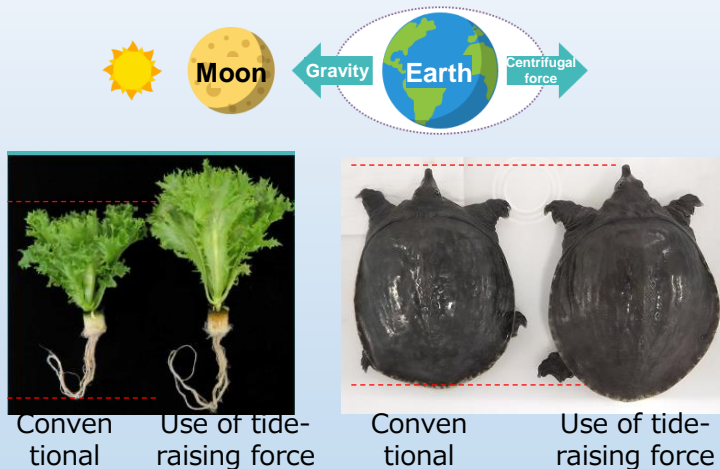 Moon
Gravity
Earth
Centrifugal
force
Conven
tional
Use of tide-
raising force
Conven
tional
Use of tide-
raising force